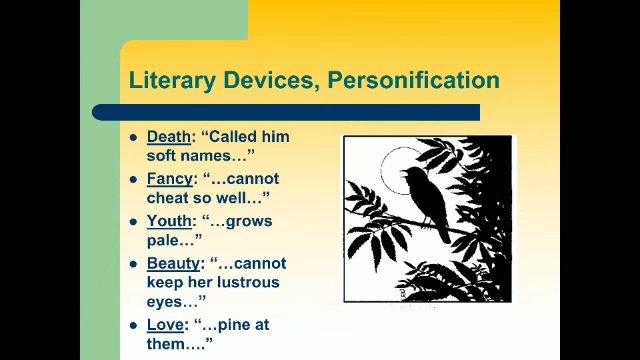 Literary Devices, Personification
Death: “Called him
soft names…”
Fancy: “…cannot
cheat so well…”
Youth: “…grows
pale…”
Beauty: “…cannot
keep her lustrous
eyes…”
Love: “…pine at
them….”